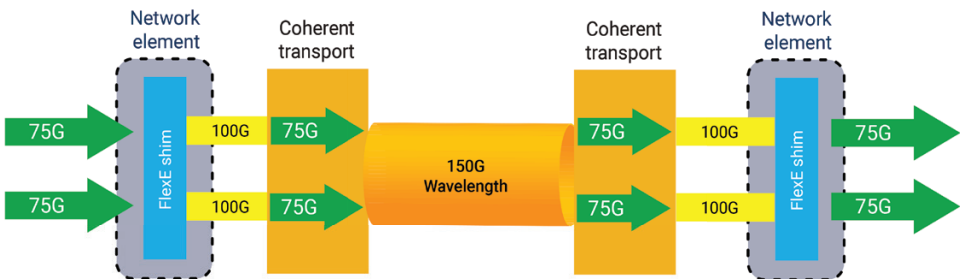 Network
element
Coherent
transport
Coherent
transport
Network
element
75G
FlexE shim
100G
75G
150G
Wavelength
75G
100G
FlexE shim
75G
75G
100G
75G
75G
100G
75G